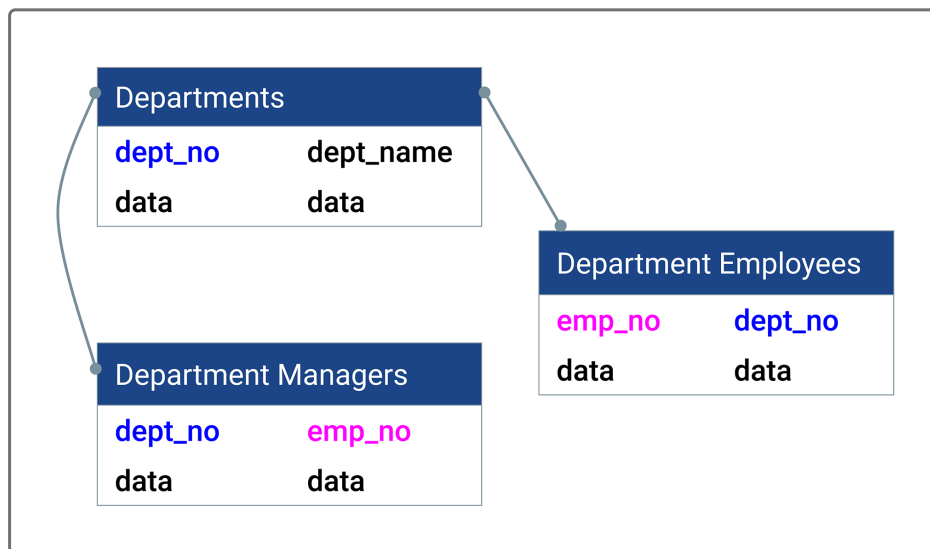 Departments
dept_no dept_name
data data
Department Employees
emp_no dept_no
data data
Department Managers
dept_no emp_no
data data